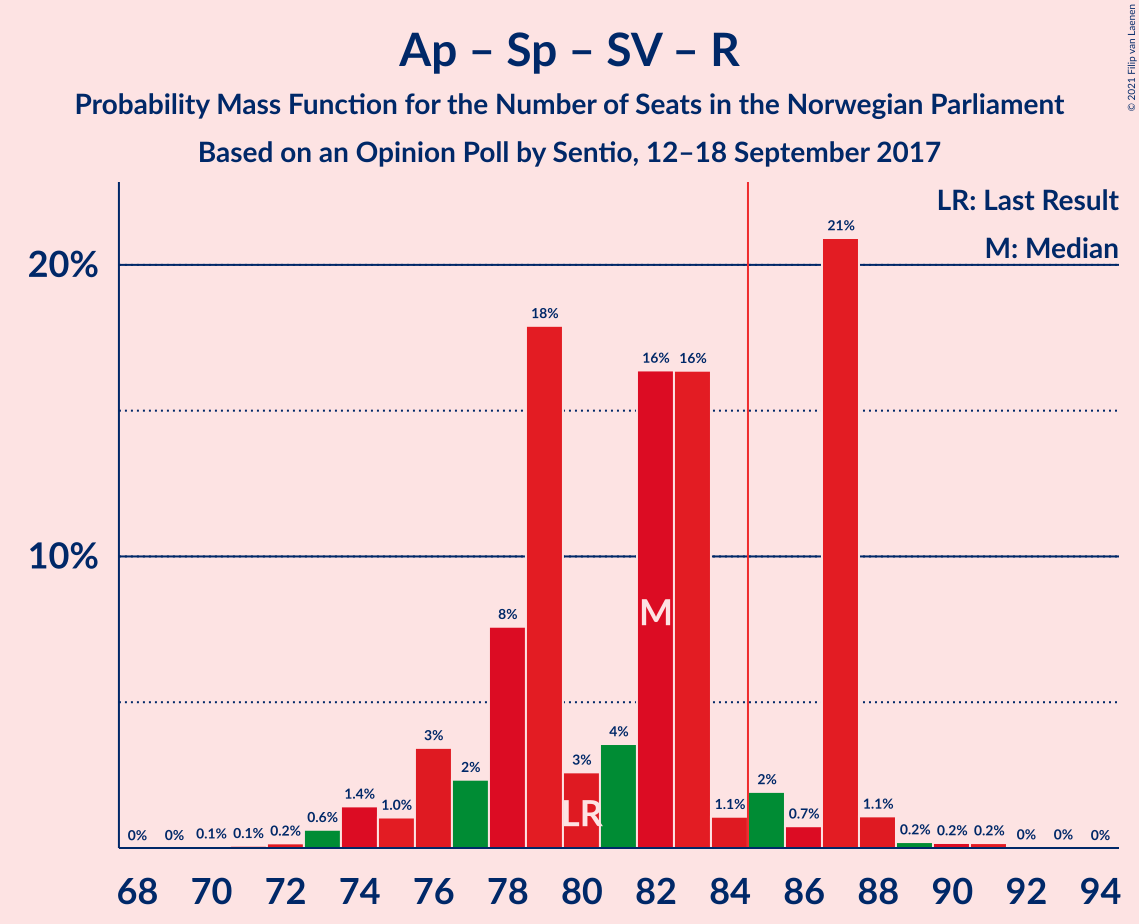 Ap – Sp – SV – R
Probability Mass Function for the Number of Seats in the Norwegian Parliament
Based on an Opinion Poll by Sentio, 12–18 September 2017
© 2021 Filip van Laenen
LR: Last Result
M: Median
20%
10%
0% 0% 0.1% 0.1% 0.2% 0.6% 1.4% 1.0% 3% 2% 8% 18% 3% 4% 16% 16% 1.1% 2% 0.7% 21% 1.1% 0.2% 0.2% 0.2% 0% 0% 0%
M
LR
68 70 72 74 76 78 80 82 84 86 88 90 92 94